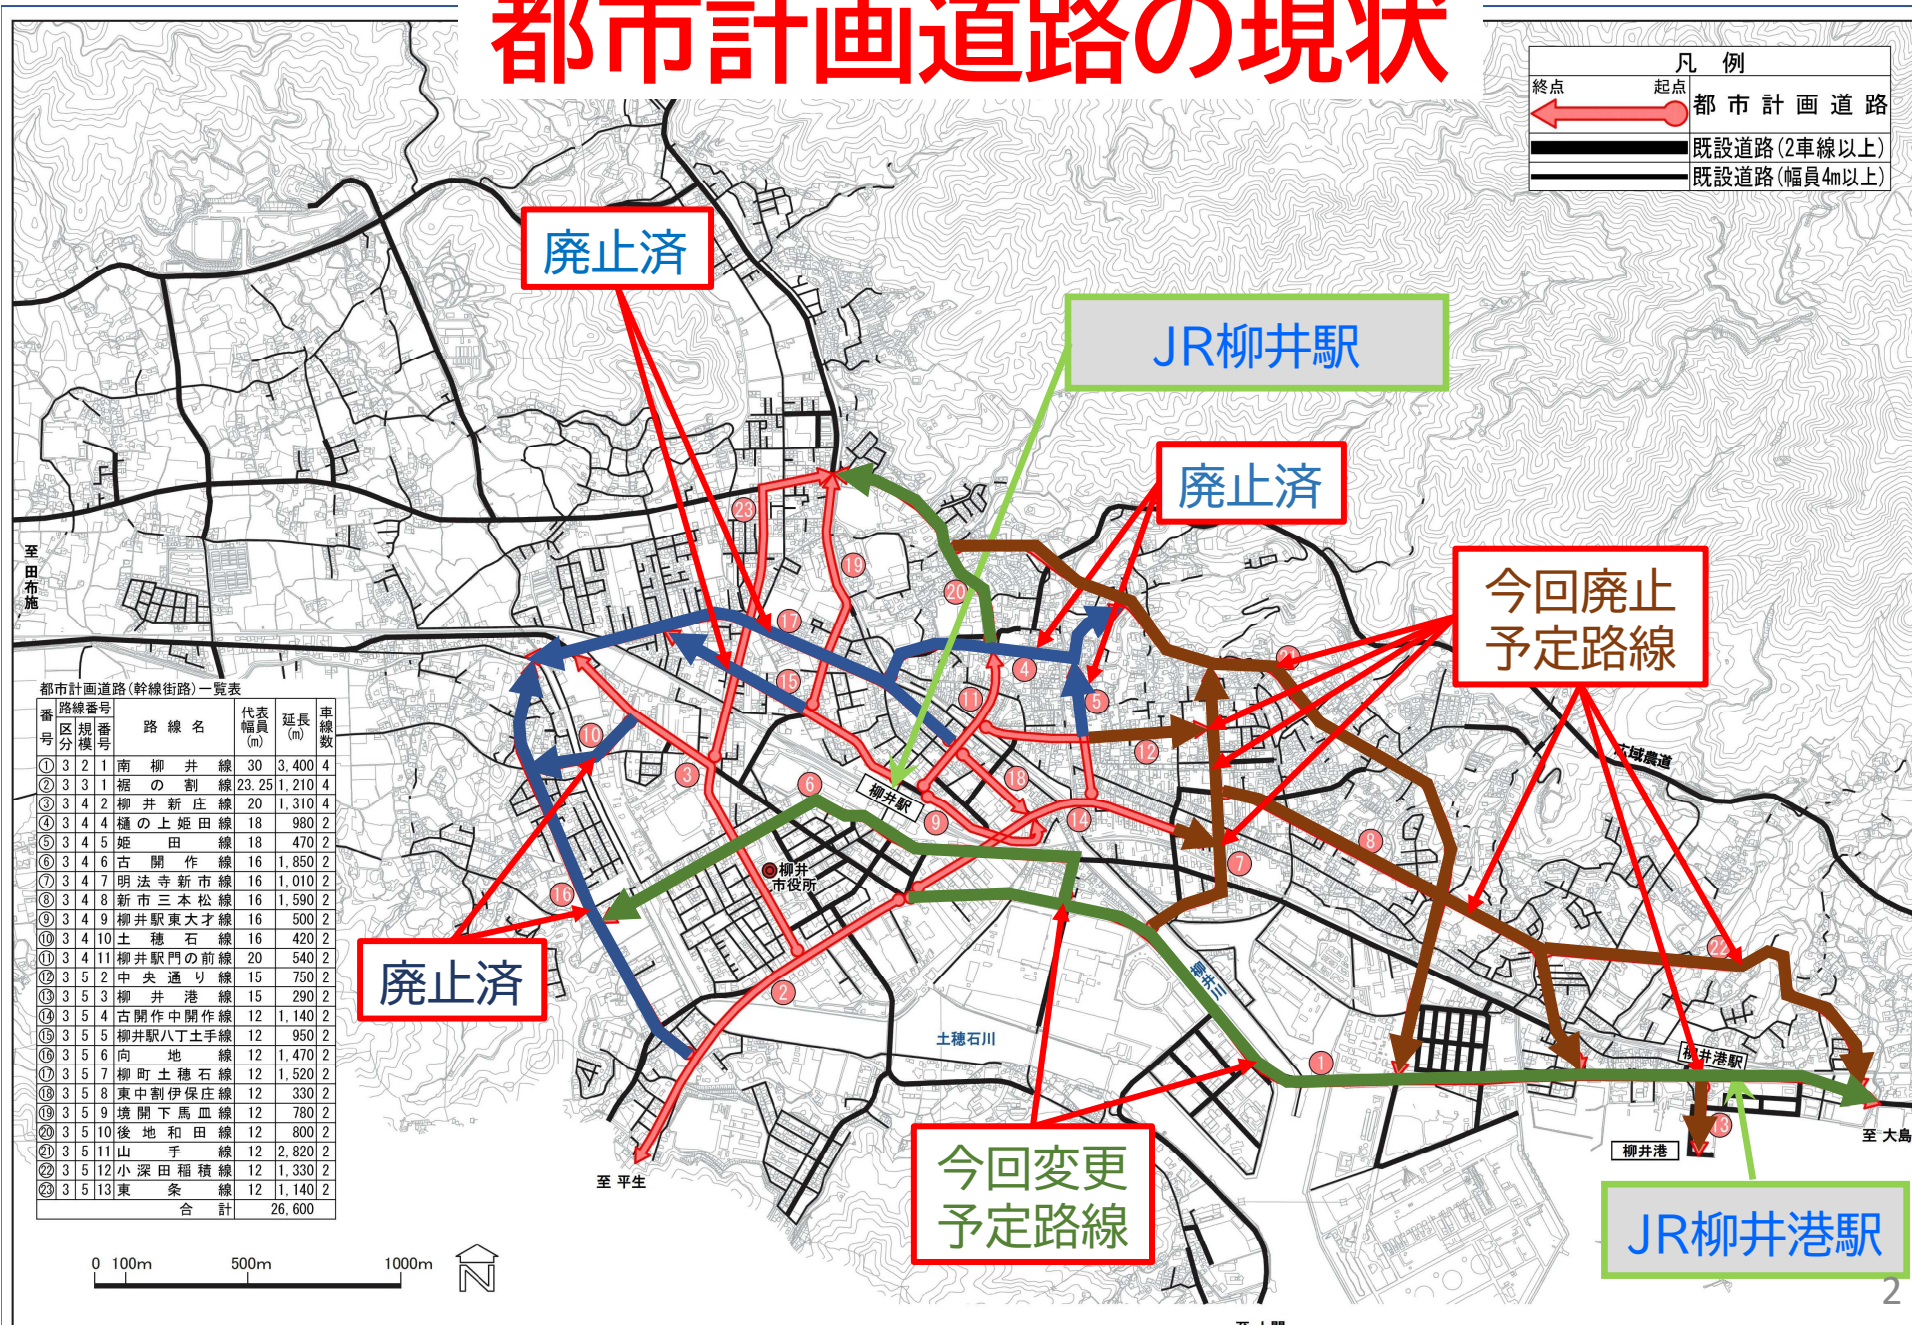 都市計画道路の現状
凡 例
終点 起点 都市計画道路
既設道路(2車線以上)
既設道路(幅員4m以上)
廃止済
JR柳井駅
廃止済
今回廃止
予定路線
至 田布施
広域農道
柳井駅
柳井
市役所
柳井川
土穂石川
廃止済
今回変更
予定路線
柳井港駅
柳井港
至 大島
至 平生
JR柳井港駅
23
19
20
17
15
4
5
11
21
12
10
3
6
9
18
14
7
8
16
2
22
1
13
都市計画道路(幹線街路)一覧表
番号 路線番号 区分 規模 番号 路線名 代表幅員(m) 延長(m) 車線数
① 3 2 1 南柳井線 30 3,400 4
② 3 3 1 裾の割線 23.25 1,210 4
③ 3 4 2 柳井新庄線 20 1,310 4
④ 3 4 4 樋の上姫田線 18 980 2
⑤ 3 4 5 姫田線 18 470 2
⑥ 3 4 6 古開作線 16 1,850 2
⑦ 3 4 7 明法寺新市線 16 1,010 2
⑧ 3 4 8 新市三本松線 16 1,590 2
⑨ 3 4 9 柳井駅東大才線 16 500 2
⑩ 3 4 10 土穂石線 16 420 2
⑪ 3 4 11 柳井駅門の前線 20 540 2
⑫ 3 5 2 中央通り線 15 750 2
⑬ 3 5 3 柳井港線 15 290 2
⑭ 3 5 4 古開作中開作線 12 1,140 2
⑮ 3 5 5 柳井駅八丁土手線 12 950 2
⑯ 3 5 6 向地線 12 1,470 2
⑰ 3 5 7 柳町土穂石線 12 1,520 2
⑱ 3 5 8 東中割伊保庄線 12 330 2
⑲ 3 5 9 境開下馬皿線 12 780 2
⑳ 3 5 10 後地和田線 12 800 2
㉑ 3 5 11 山手線 12 2,820 2
㉒ 3 5 12 小深田稲積線 12 1,330 2
㉓ 3 5 13 東条線 12 1,140 2
合計 26,600
0 100m 500m 1000m
N
2